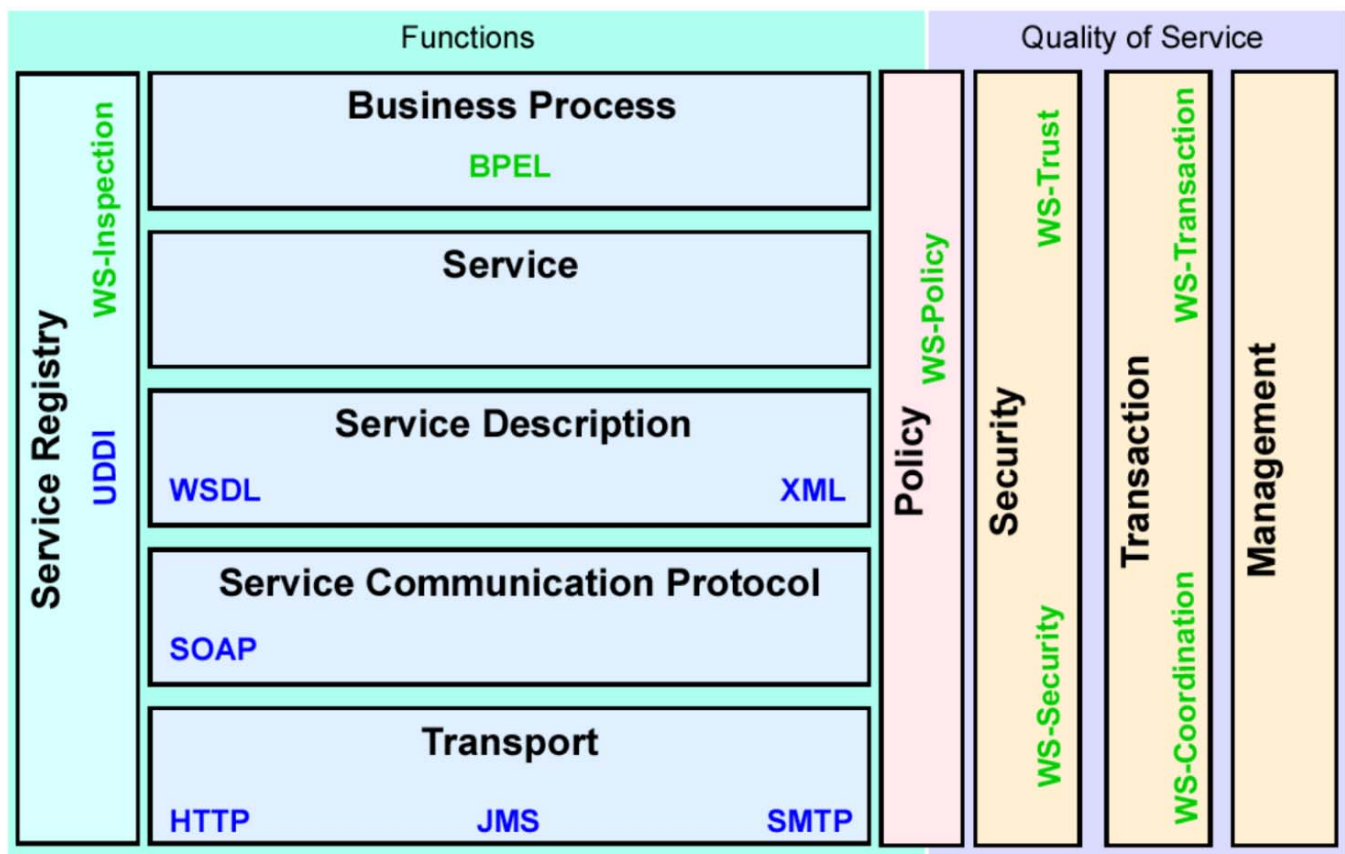 Functions
Quality of Service
Service Registry
WS-Inspection
UDDI
Business Process
BPEL
Service
Service Description
WSDL
XML
Service Communication Protocol
SOAP
Transport
HTTP
JMS
SMTP
Policy
WS-Policy
Security
WS-Trust
WS-Security
Transaction
WS-Transaction
WS-Coordination
Management